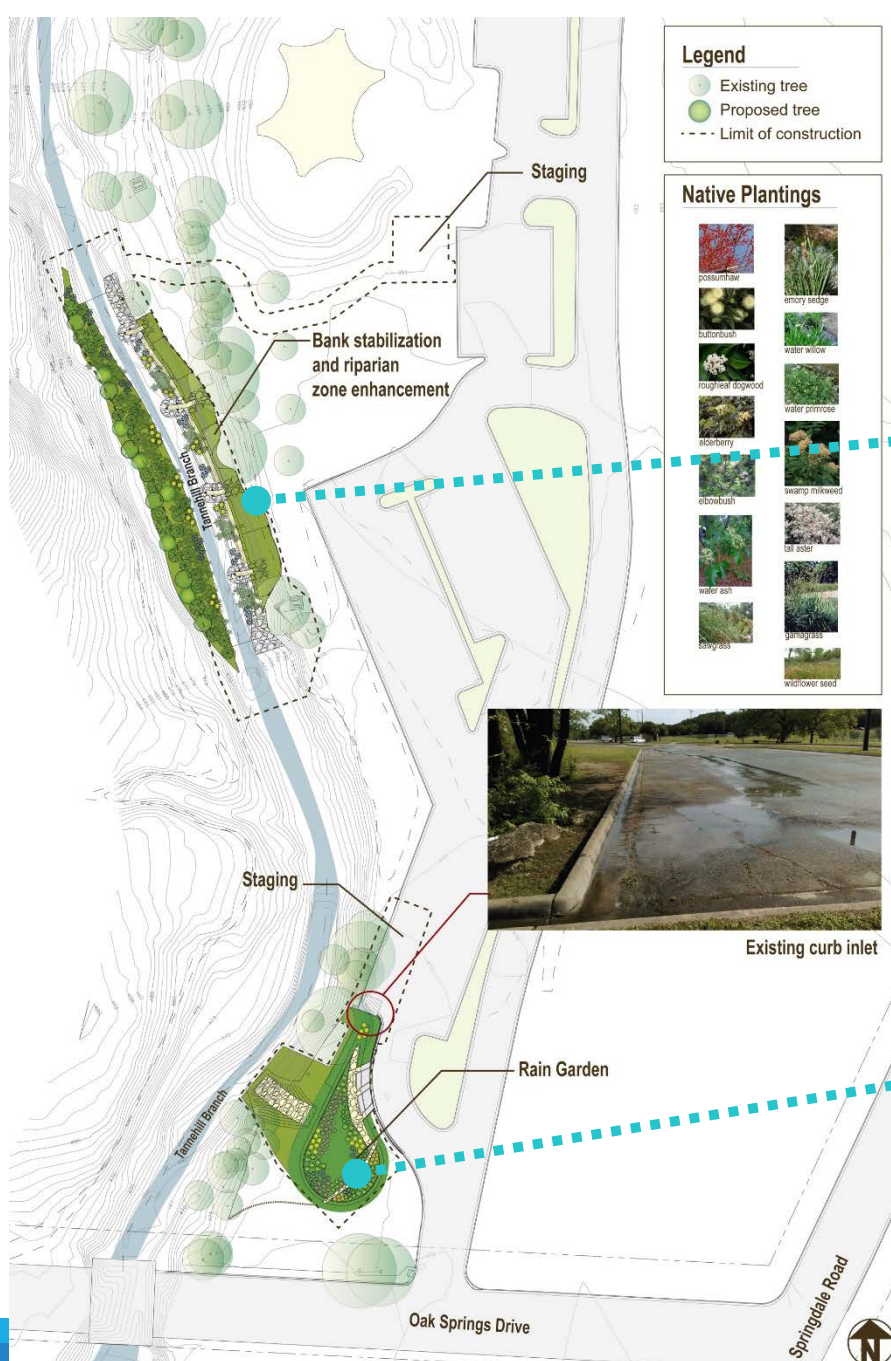 Legend
Existing tree
Proposed tree
Limit of construction
Native Plantings
possumhaw
buttonbush
roughleaf dogwood
elderberry
elbowbush
wafer ash
sawgrass
emory sedge
water willow
water primrose
swamp milkweed
tall aster
gamagrass
wildflower seed
Staging
Bank stabilization
and riparian
zone enhancement
Tannehill Branch
Existing curb inlet
Staging
Rain Garden
Tannehill Branch
Oak Springs Drive
Springdale Road
N